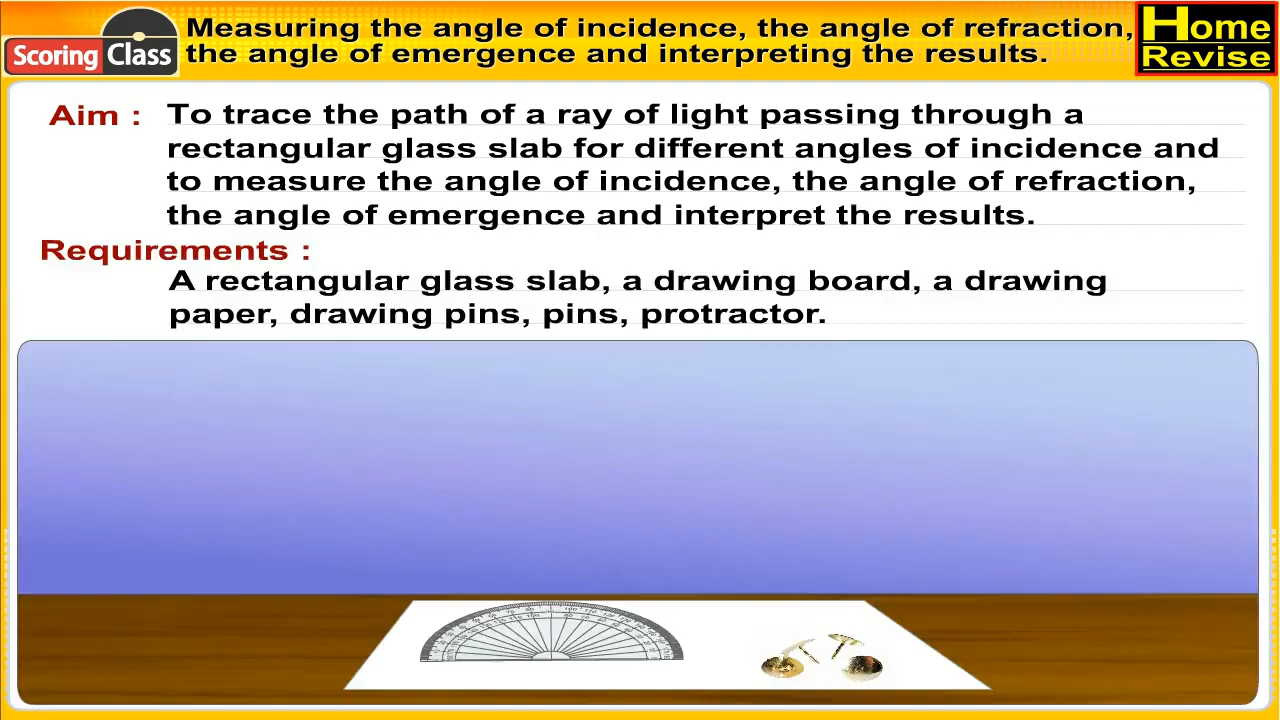 Scoring Class
Measuring the angle of incidence, the angle of refraction,
the angle of emergence and interpreting the results.
Home
Revise
Aim : To trace the path of a ray of light passing through a
rectangular glass slab for different angles of incidence and
to measure the angle of incidence, the angle of refraction,
the angle of emergence and interpret the results.
Requirements :
A rectangular glass slab, a drawing board, a drawing
paper, drawing pins, pins, protractor.